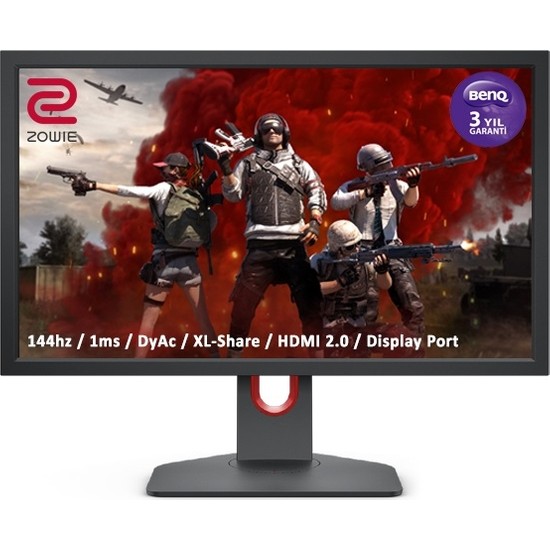 ZOWIE
BenQ
3 YIL
GARANTİ
144hz / 1ms / DyAc / XL-Share / HDMI 2.0 / Display Port